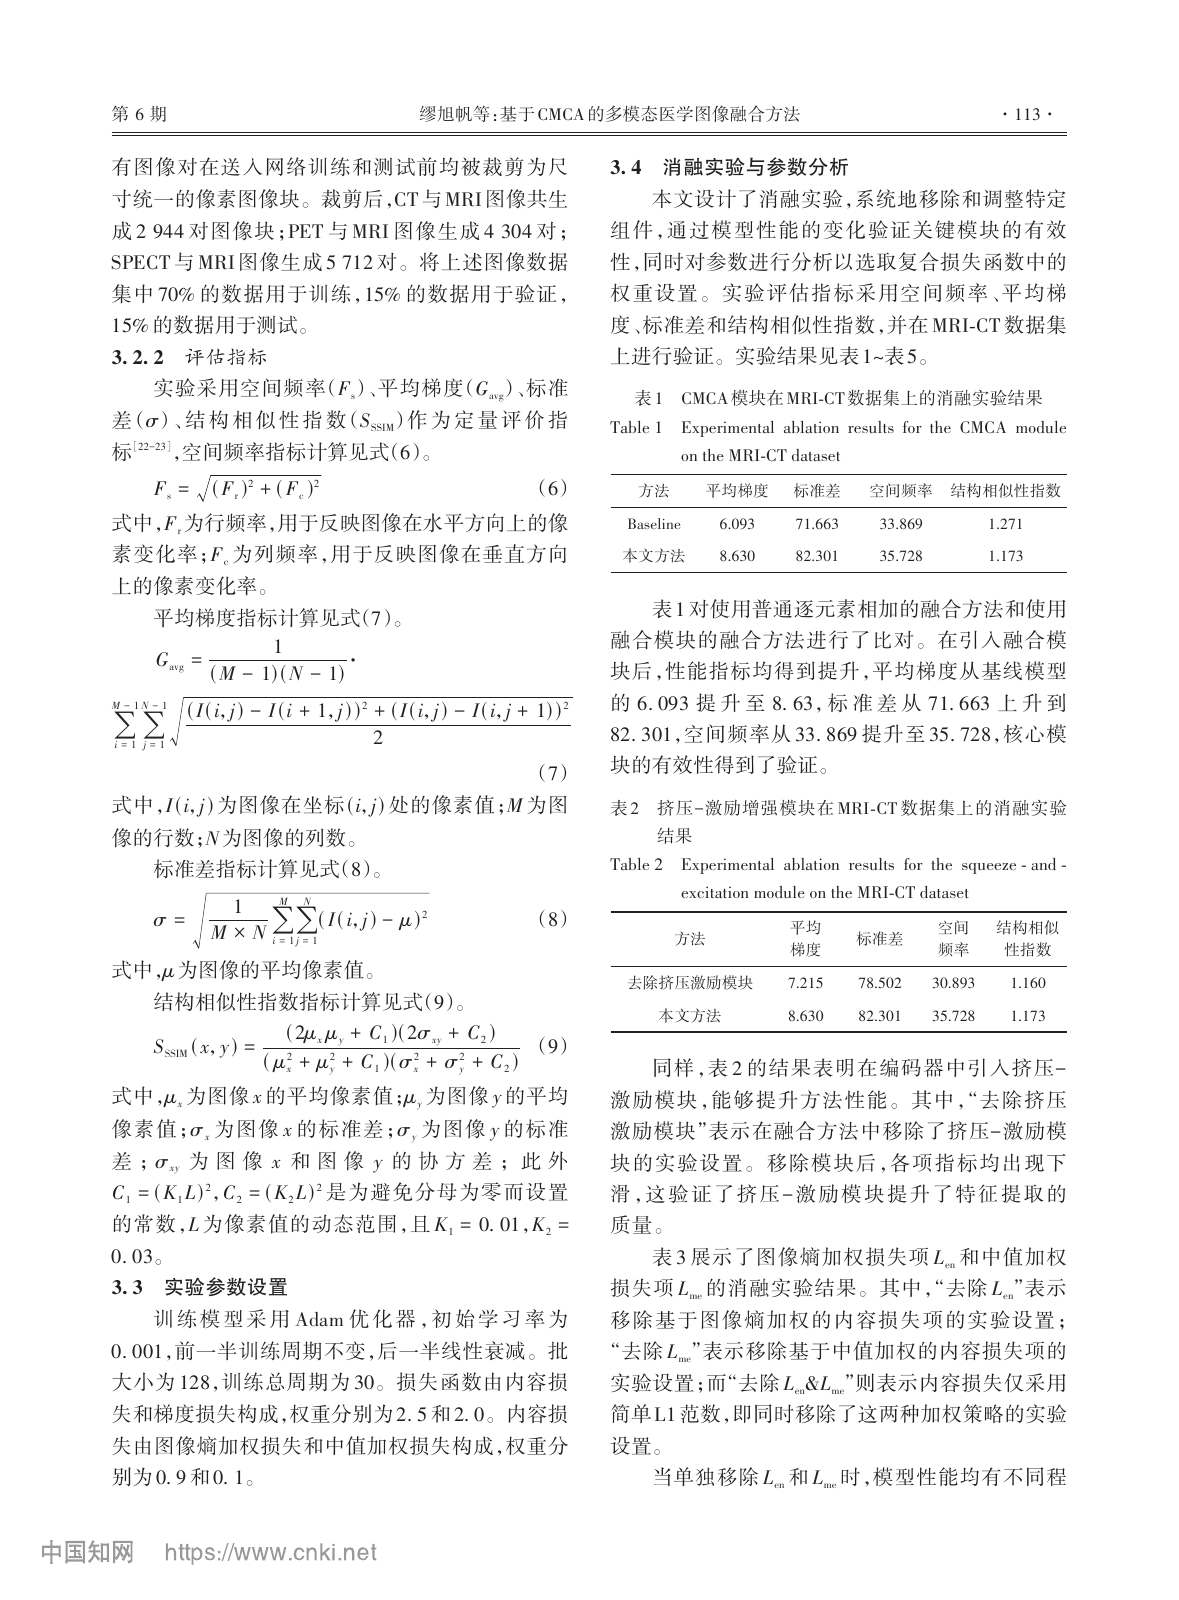 第 6 期
缪旭帆等:基于CMCA的多模态医学图像融合方法
· 113 ·
有图像对在送入网络训练和测试前均被裁剪为尺
寸统一的像素图像块。裁剪后,CT与MRI图像共生
成2 944对图像块;PET与MRI图像生成4 304对;
SPECT与MRI图像生成5 712对。将上述图像数据
集中70%的数据用于训练,15%的数据用于验证,
15%的数据用于测试。
3.2.2 评估指标
实验采用空间频率(F_s)、平均梯度(G_avg)、标准
差(σ)、结构相似性指数(S_SSIM)作为定量评价指
标[22-23],空间频率指标计算见式(6)。
F_s = √((F_r)² + (F_c)²) (6)
式中,F_r为行频率,用于反映图像在水平方向上的像
素变化率;F_c为列频率,用于反映图像在垂直方向
上的像素变化率。
平均梯度指标计算见式(7)。
G_avg = 1/((M − 1)(N − 1))·
∑_{i=1}^{M−1}∑_{j=1}^{N−1}√(((I(i,j) − I(i + 1,j))² + (I(i,j) − I(i,j + 1))²)/2)
(7)
式中,I(i,j)为图像在坐标(i,j)处的像素值;M为图
像的行数;N为图像的列数。
标准差指标计算见式(8)。
σ = √(1/(M × N) ∑_{i=1}^{M}∑_{j=1}^{N}(I(i,j) − μ)²) (8)
式中,μ为图像的平均像素值。
结构相似性指数指标计算见式(9)。
S_SSIM(x,y) = (2μ_xμ_y + C_1)(2σ_xy + C_2)/((μ_x² + μ_y² + C_1)(σ_x² + σ_y² + C_2)) (9)
式中,μ_x为图像x的平均像素值;μ_y为图像y的平均
像素值;σ_x为图像x的标准差;σ_y为图像y的标准
差;σ_xy为图像x和图像y的协方差;此外
C_1 = (K_1L)²,C_2 = (K_2L)²是为避免分母为零而设置
的常数,L为像素值的动态范围,且K_1 = 0.01,K_2 =
0.03。
3.3 实验参数设置
训练模型采用Adam优化器,初始学习率为
0.001,前一半训练周期不变,后一半线性衰减。批
大小为128,训练总周期为30。损失函数由内容损
失和梯度损失构成,权重分别为2.5和2.0。内容损
失由图像熵加权损失和中值加权损失构成,权重分
别为0.9和0.1。
3.4 消融实验与参数分析
本文设计了消融实验,系统地移除和调整特定
组件,通过模型性能的变化验证关键模块的有效
性,同时对参数进行分析以选取复合损失函数中的
权重设置。实验评估指标采用空间频率、平均梯
度、标准差和结构相似性指数,并在MRI-CT数据集
上进行验证。实验结果见表1~表5。
表1 CMCA模块在MRI-CT数据集上的消融实验结果
Table 1 Experimental ablation results for the CMCA module
on the MRI-CT dataset
方法 平均梯度 标准差 空间频率 结构相似性指数
Baseline 6.093 71.663 33.869 1.271
本文方法 8.630 82.301 35.728 1.173
表1对使用普通逐元素相加的融合方法和使用
融合模块的融合方法进行了比对。在引入融合模
块后,性能指标均得到提升,平均梯度从基线模型
的6.093提升至8.63,标准差从71.663上升到
82.301,空间频率从33.869提升至35.728,核心模
块的有效性得到了验证。
表2 挤压-激励增强模块在MRI-CT数据集上的消融实验
结果
Table 2 Experimental ablation results for the squeeze - and -
excitation module on the MRI-CT dataset
方法 平均梯度 标准差 空间频率 结构相似性指数
去除挤压激励模块 7.215 78.502 30.893 1.160
本文方法 8.630 82.301 35.728 1.173
同样,表2的结果表明在编码器中引入挤压-
激励模块,能够提升方法性能。其中,“去除挤压
激励模块”表示在融合方法中移除了挤压-激励模
块的实验设置。移除模块后,各项指标均出现下
滑,这验证了挤压-激励模块提升了特征提取的
质量。
表3展示了图像熵加权损失项L_en和中值加权
损失项L_me的消融实验结果。其中,“去除L_en”表示
移除基于图像熵加权的内容损失项的实验设置;
“去除L_me”表示移除基于中值加权的内容损失项的
实验设置;而“去除L_en&L_me”则表示内容损失仅采用
简单L1范数,即同时移除了这两种加权策略的实验
设置。
当单独移除L_en和L_me时,模型性能均有不同程
中国知网 https://www.cnki.net